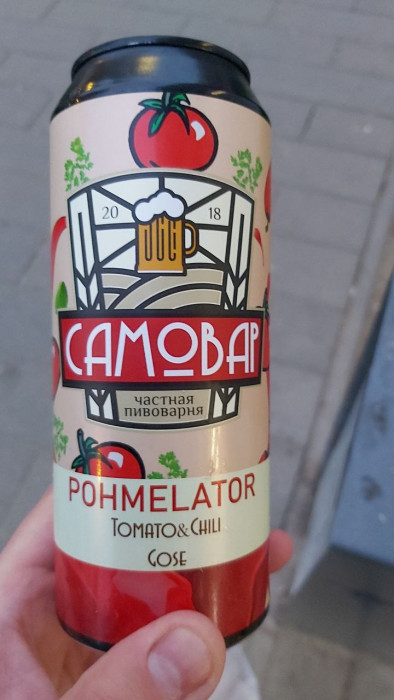 20 18
САМОВАР
частная
пивоварня
POHMELATOR
TOMATO&CHILI
GOSE